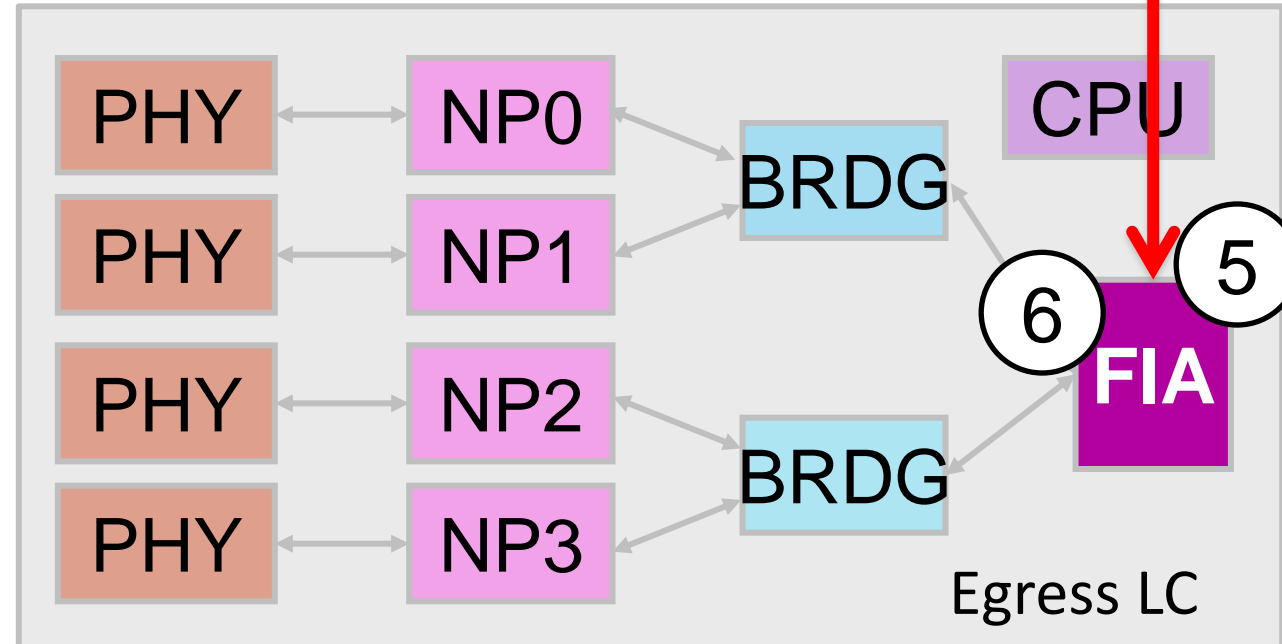 PHY
NP0
CPU
BRDG
PHY
NP1
5
6
FIA
PHY
NP2
BRDG
PHY
NP3
Egress LC